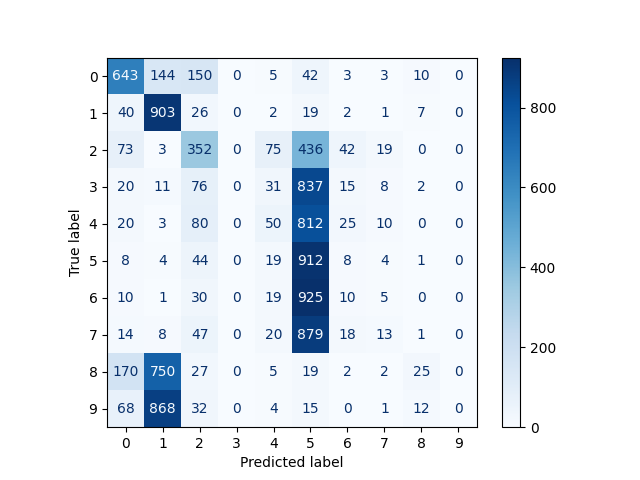 0 643 144 150 0 5 42 3 3 10 0
1 40 903 26 0 2 19 2 1 7 0
2 73 3 352 0 75 436 42 19 0 0
3 20 11 76 0 31 837 15 8 2 0
4 20 3 80 0 50 812 25 10 0 0
5 8 4 44 0 19 912 8 4 1 0
6 10 1 30 0 19 925 10 5 0 0
7 14 8 47 0 20 879 18 13 1 0
8 170 750 27 0 5 19 2 2 25 0
9 68 868 32 0 4 15 0 1 12 0
0 1 2 3 4 5 6 7 8 9
Predicted label
True label
800
600
400
200
0